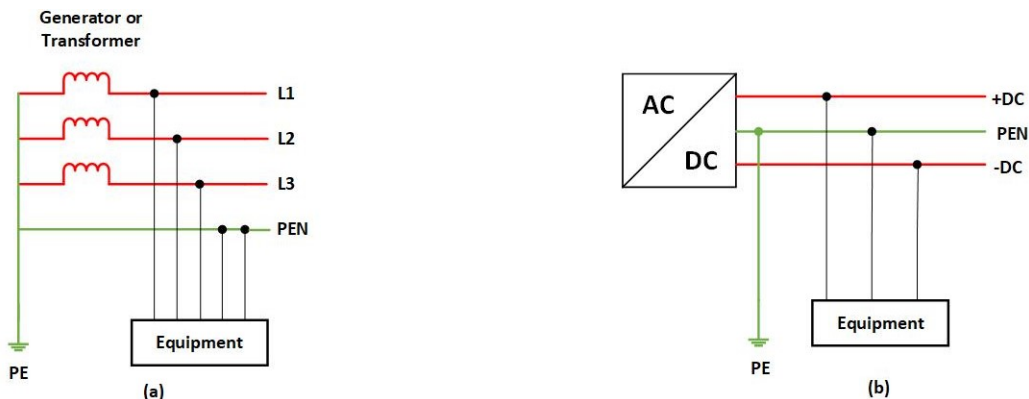 Generator or
Transformer
L1
L2
L3
PEN
Equipment
PE
(a)
AC
DC
+DC
PEN
-DC
Equipment
PE
(b)